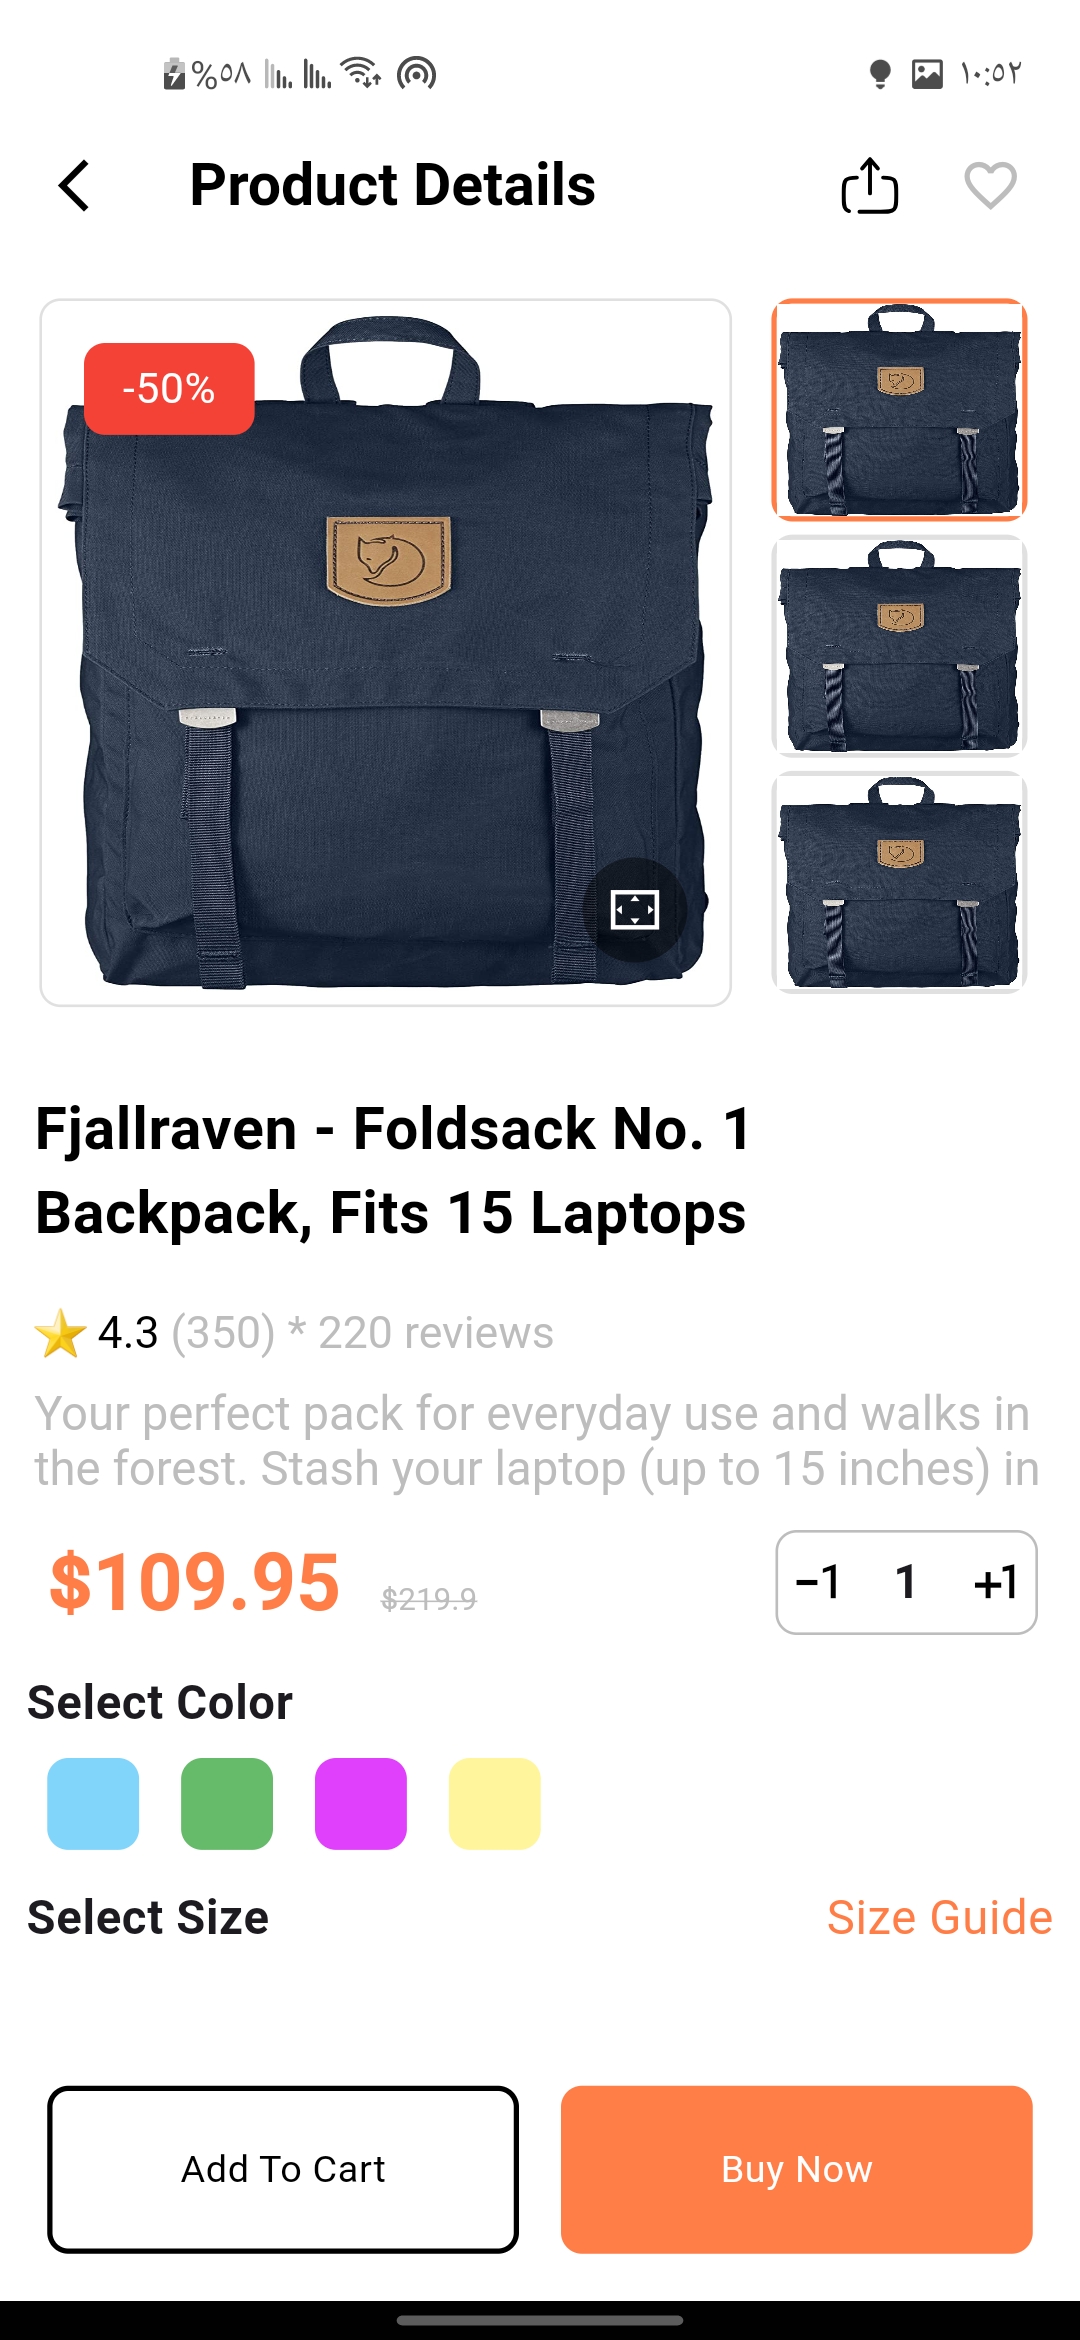 %٥٨ ١٠:٥٢
Product Details
-50%
Fjallraven - Foldsack No. 1
Backpack, Fits 15 Laptops
4.3 (350) * 220 reviews
Your perfect pack for everyday use and walks in
the forest. Stash your laptop (up to 15 inches) in
$109.95 $219.9 −1 1 +1
Select Color
Select Size Size Guide
Add To Cart Buy Now